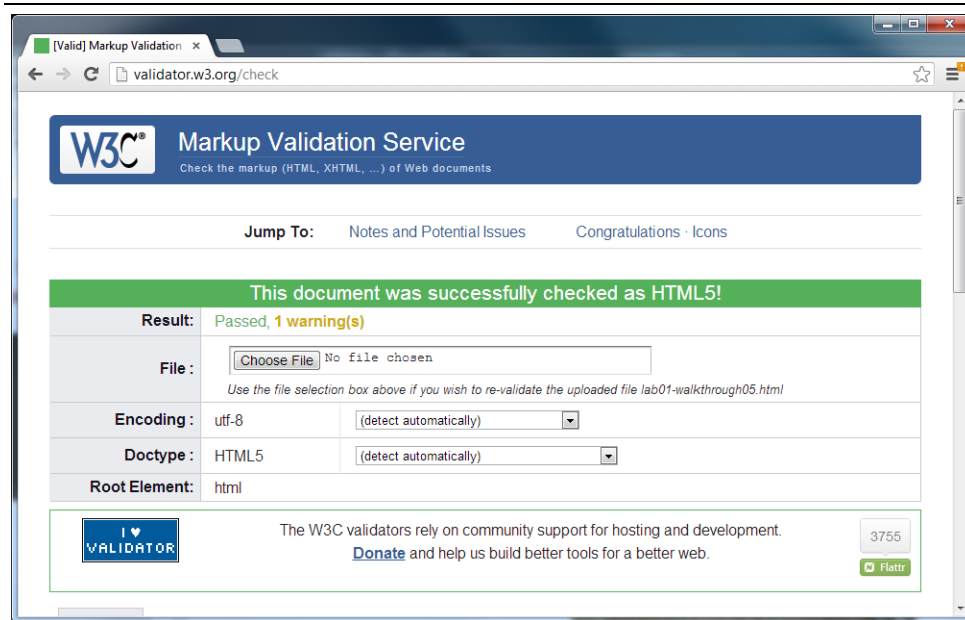 [Valid] Markup Validation
validator.w3.org/check
W3C®
Markup Validation Service
Check the markup (HTML, XHTML, ...) of Web documents
Jump To: Notes and Potential Issues Congratulations · Icons
This document was successfully checked as HTML5!
Result: Passed, 1 warning(s)
File : Choose File No file chosen
Use the file selection box above if you wish to re-validate the uploaded file lab01-walkthrough05.html
Encoding : utf-8 (detect automatically)
Doctype : HTML5 (detect automatically)
Root Element: html
I ♥
VALIDATOR
The W3C validators rely on community support for hosting and development.
Donate and help us build better tools for a better web.
3755
Flattr